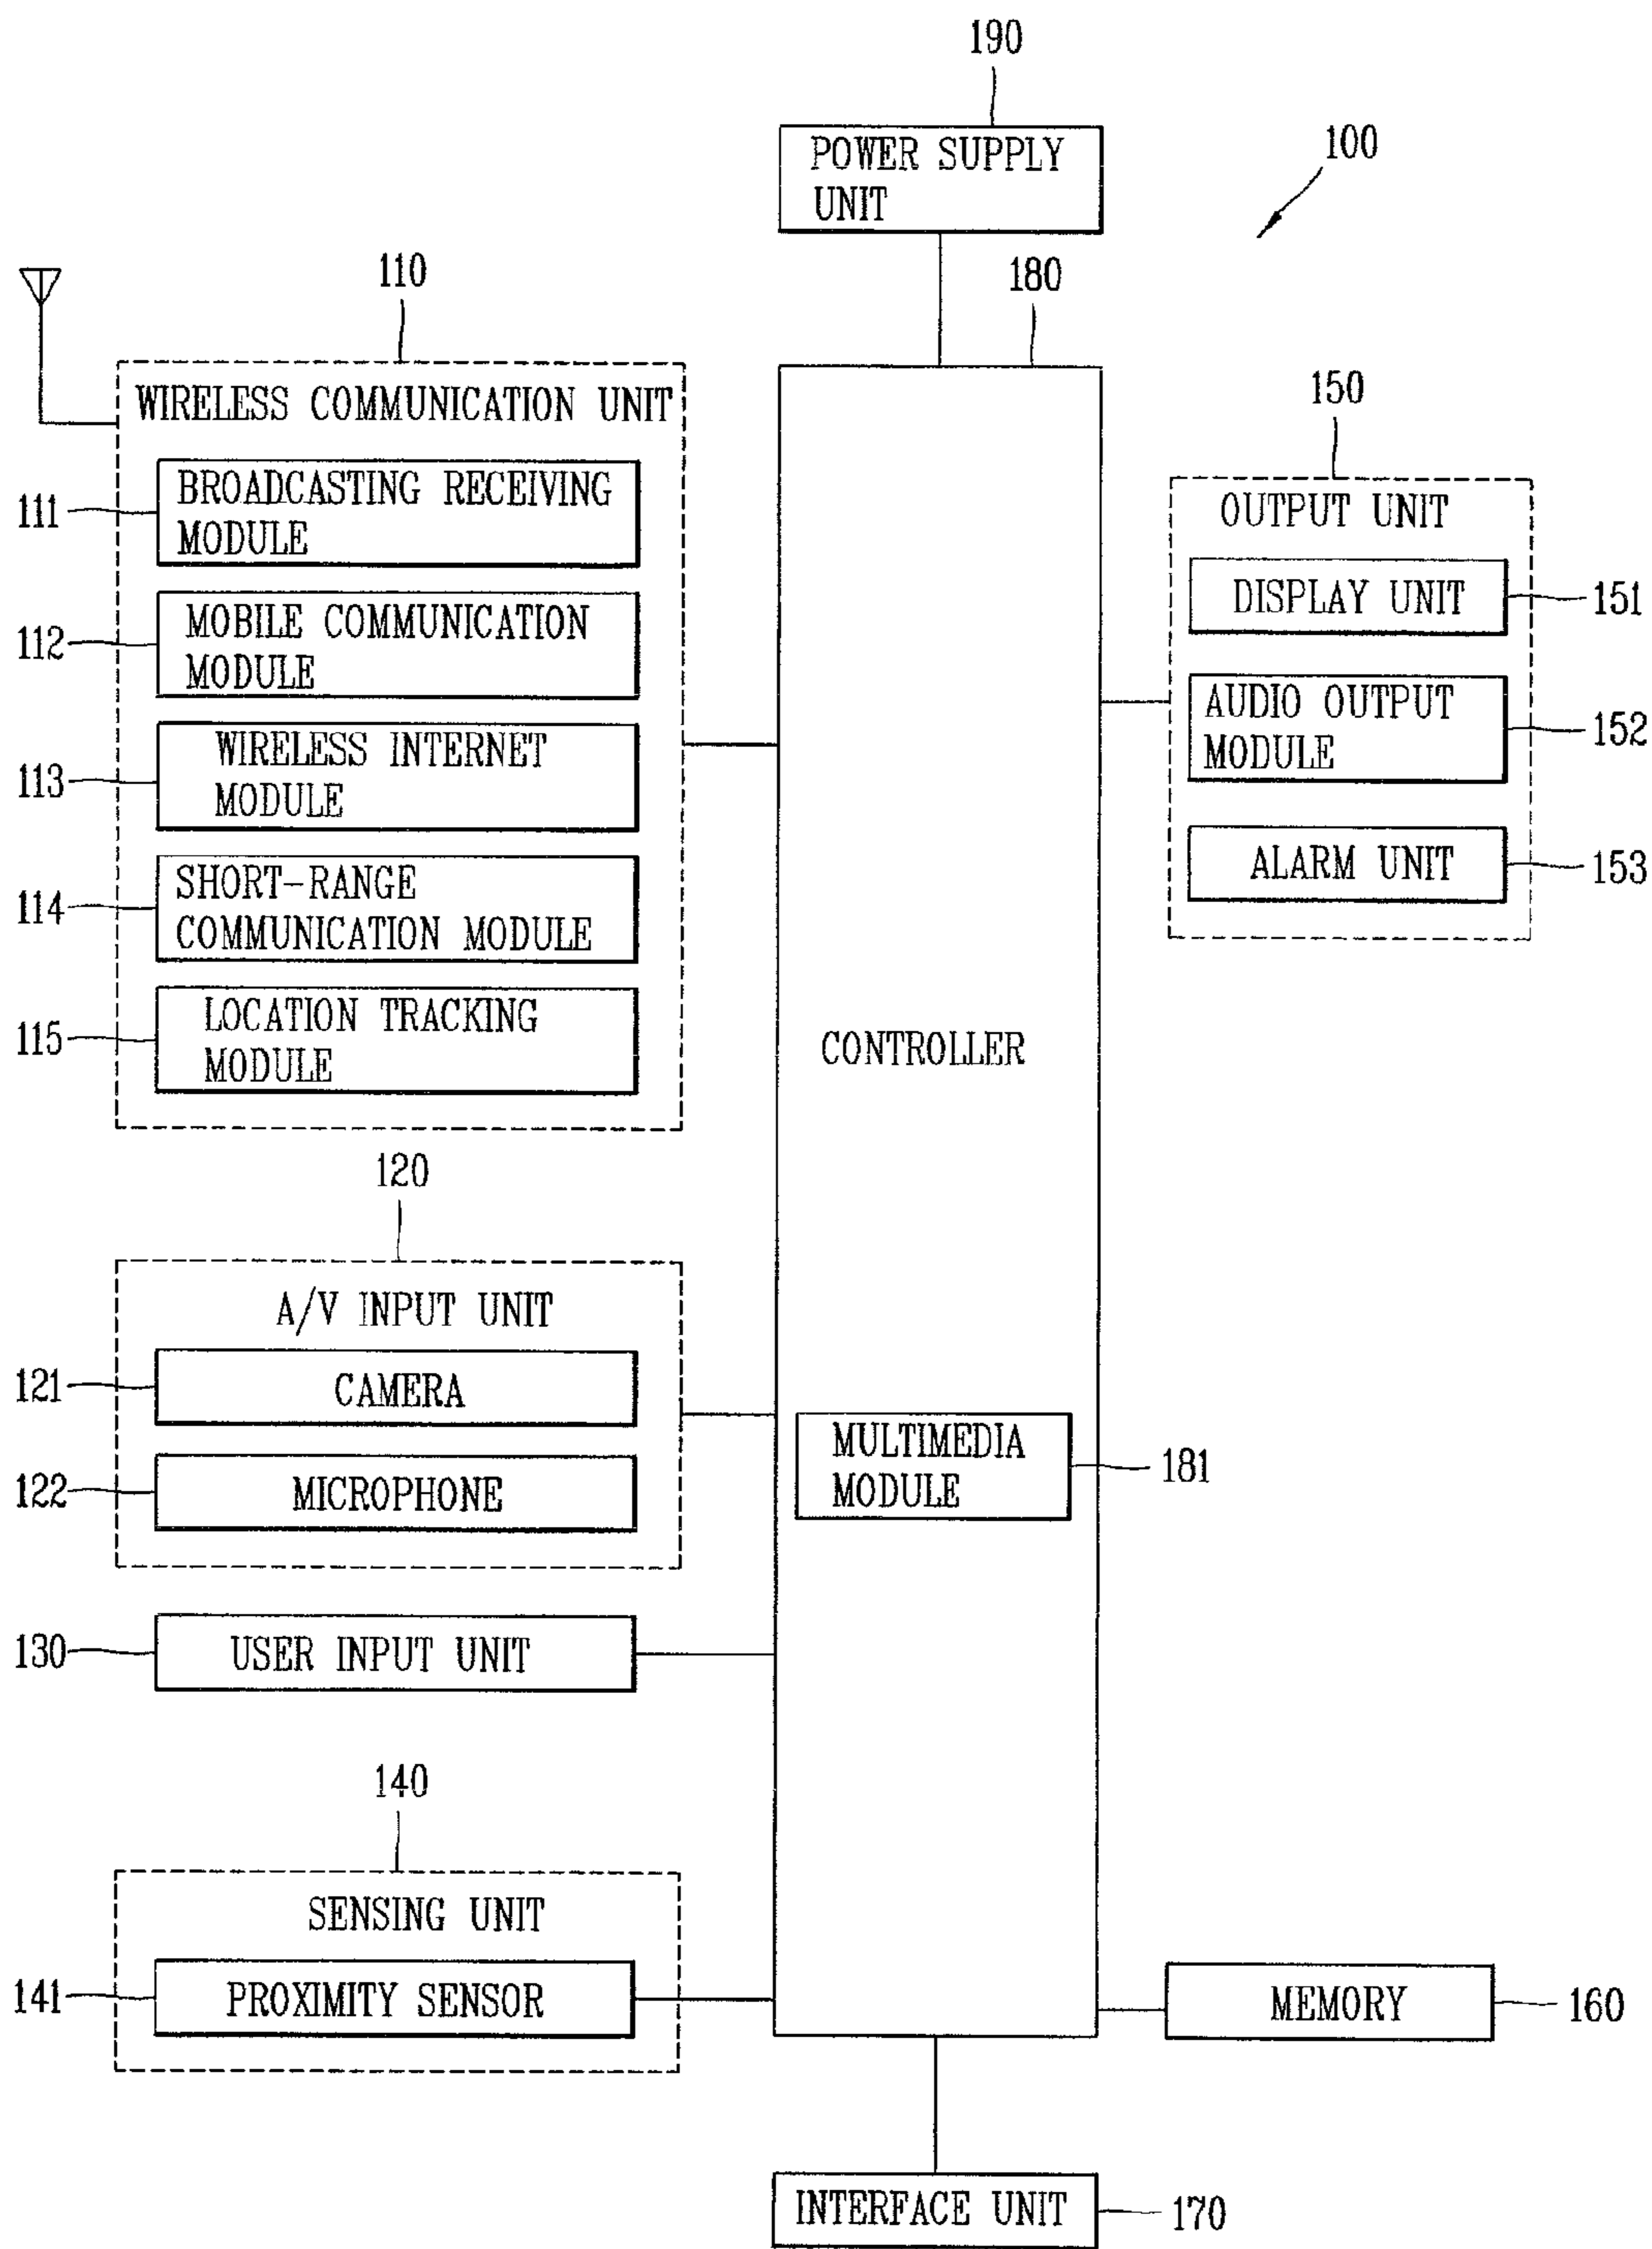 190
POWER SUPPLY
UNIT
100
110
180
WIRELESS COMMUNICATION UNIT
150
111
BROADCASTING RECEIVING
MODULE
OUTPUT UNIT
DISPLAY UNIT
151
112
MOBILE COMMUNICATION
MODULE
AUDIO OUTPUT
MODULE
152
113
WIRELESS INTERNET
MODULE
ALARM UNIT
153
114
SHORT-RANGE
COMMUNICATION MODULE
115
LOCATION TRACKING
MODULE
CONTROLLER
120
A/V INPUT UNIT
121
CAMERA
122
MICROPHONE
MULTIMEDIA
MODULE
181
130
USER INPUT UNIT
140
SENSING UNIT
141
PROXIMITY SENSOR
MEMORY
160
INTERFACE UNIT
170